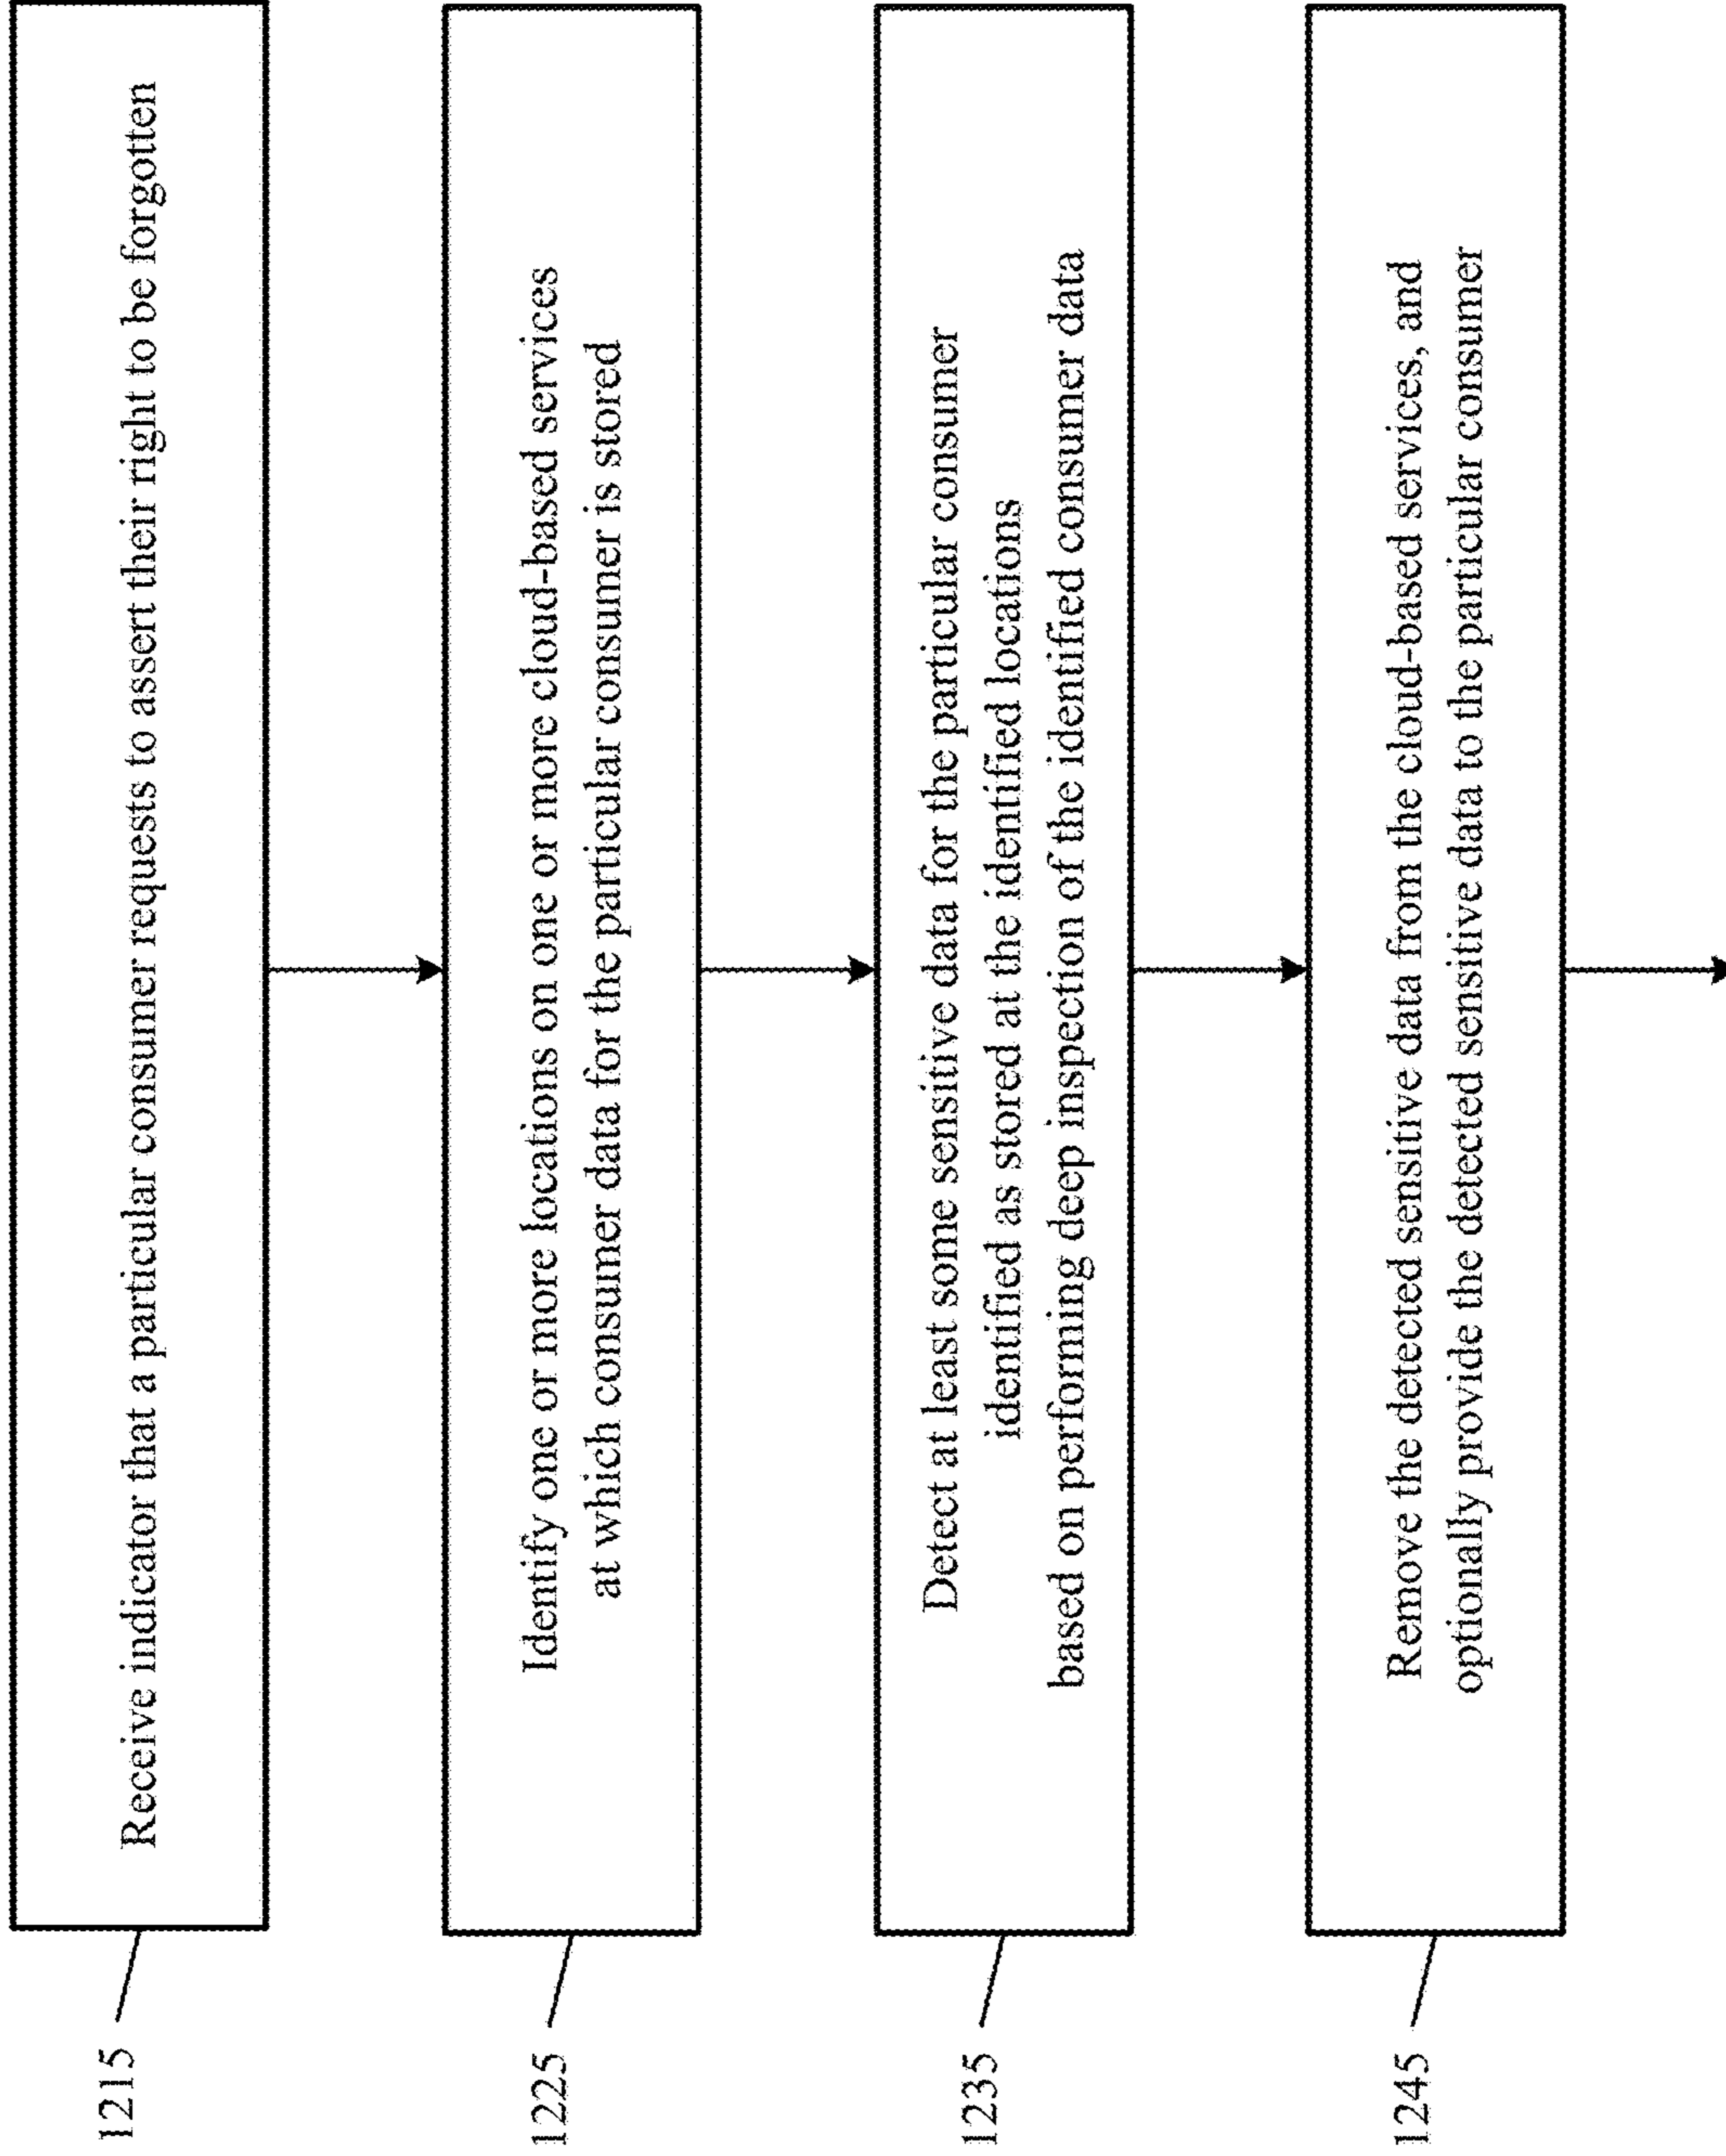 1215
Receive indicator that a particular consumer requests to assert their right to be forgotten
1225
Identify one or more locations on one or more cloud-based services
at which consumer data for the particular consumer is stored
1235
Detect at least some sensitive data for the particular consumer
identified as stored at the identified locations
based on performing deep inspection of the identified consumer data
1245
Remove the detected sensitive data from the cloud-based services, and
optionally provide the detected sensitive data to the particular consumer